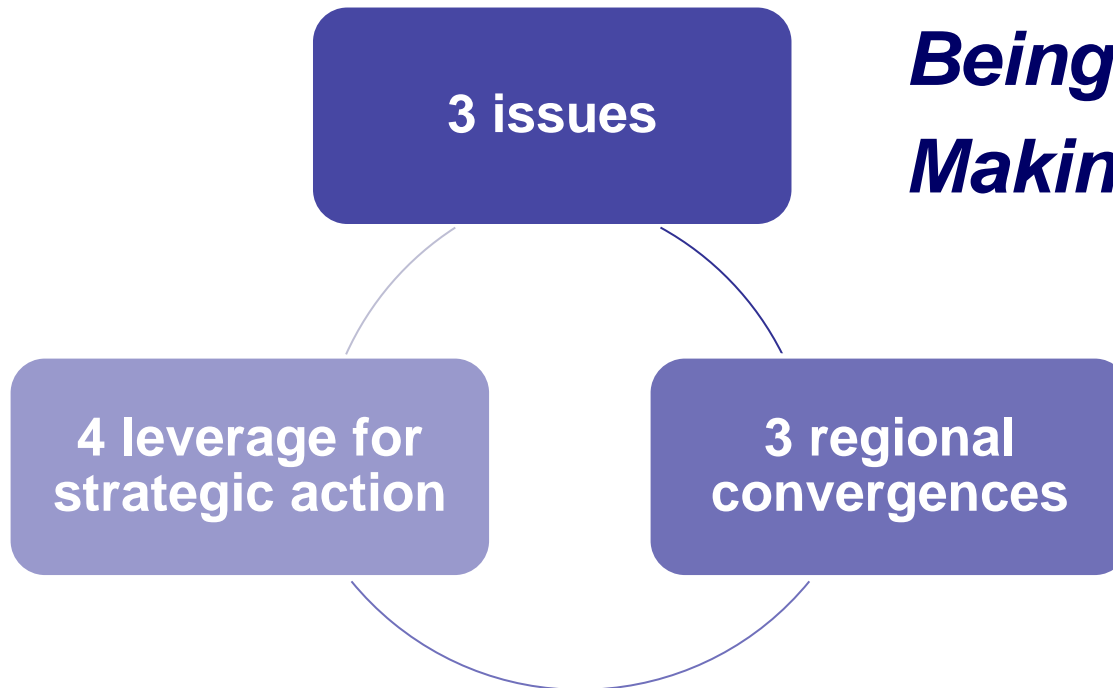 Being
Makin
3 issues
4 leverage for
strategic action
3 regional
convergences